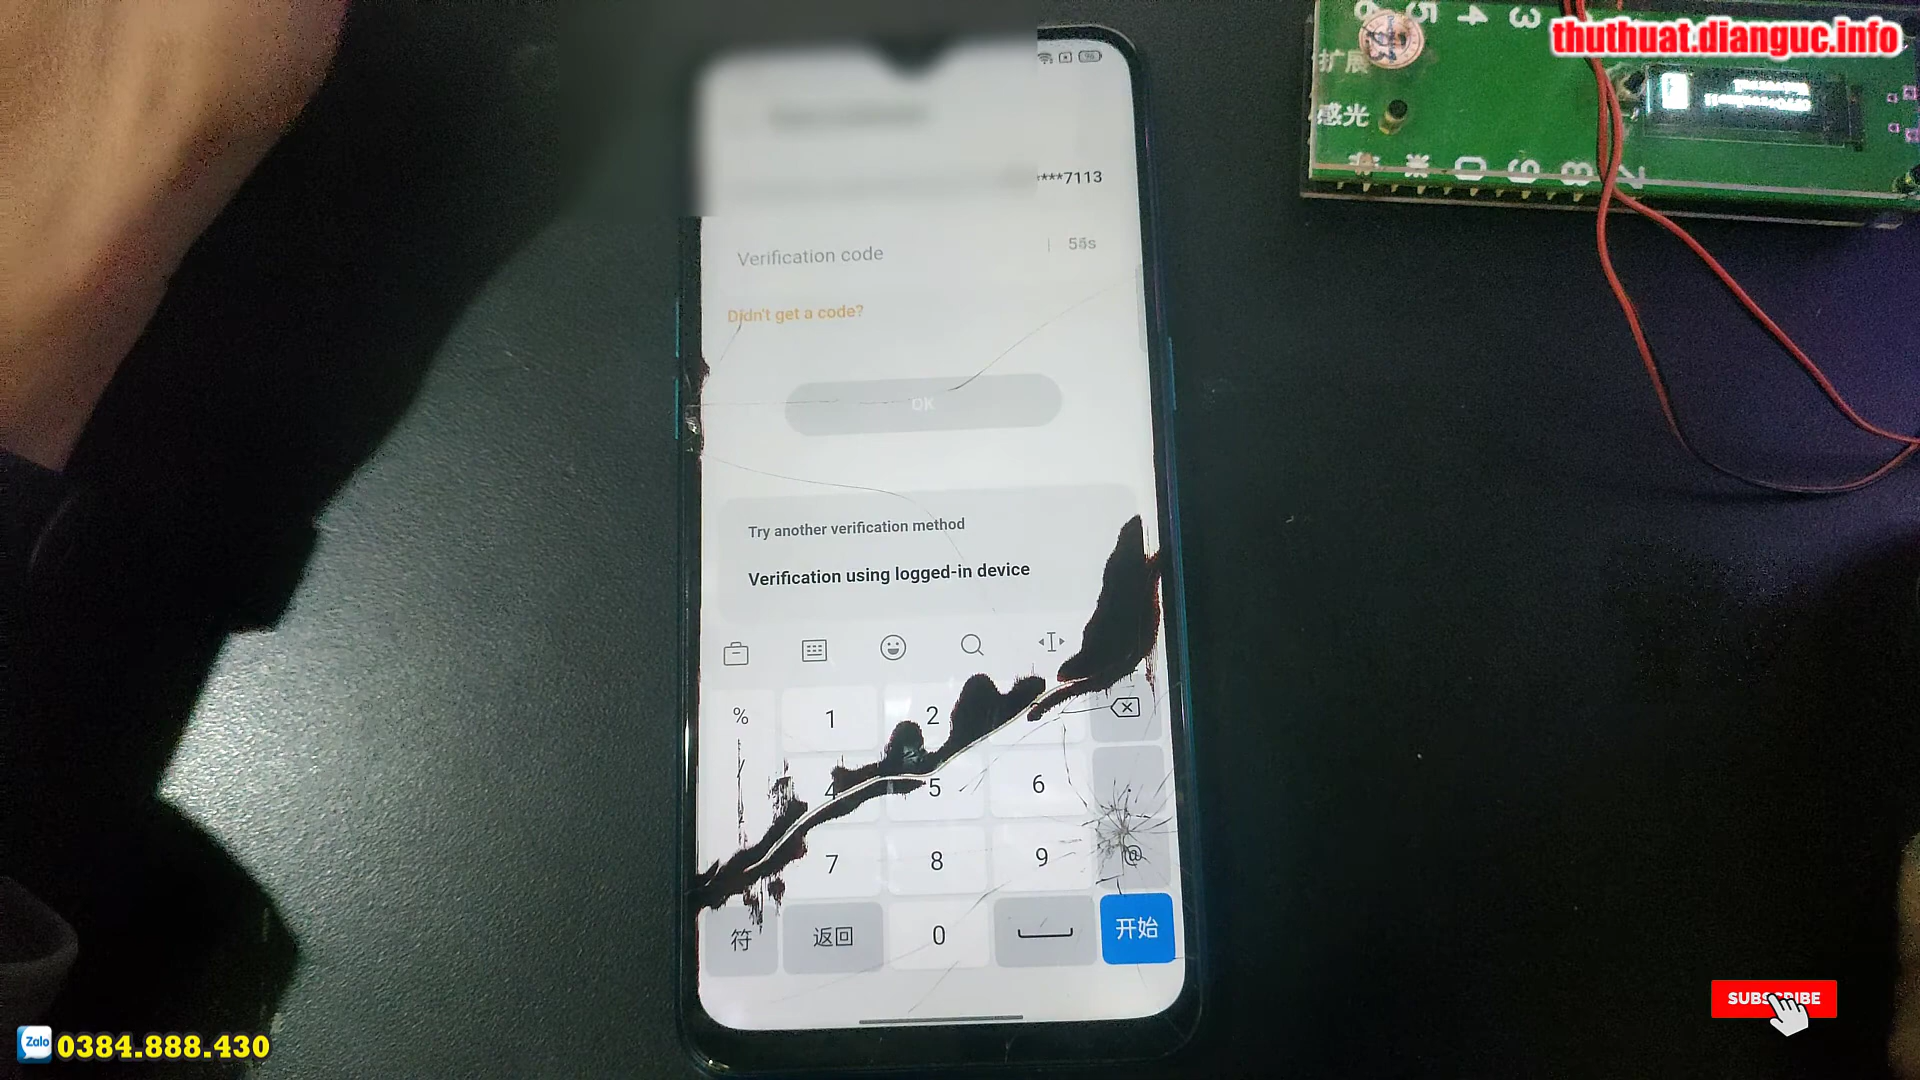 thuthuat.dianguc.info
扩展
感光
****7113
Verification code
55s
Didn't get a code?
OK
Try another verification method
Verification using logged-in device
%
1
2
4
5
6
7
8
9
@
符
返回
0
开始
SUBSCRIBE
Zalo
0384.888.430